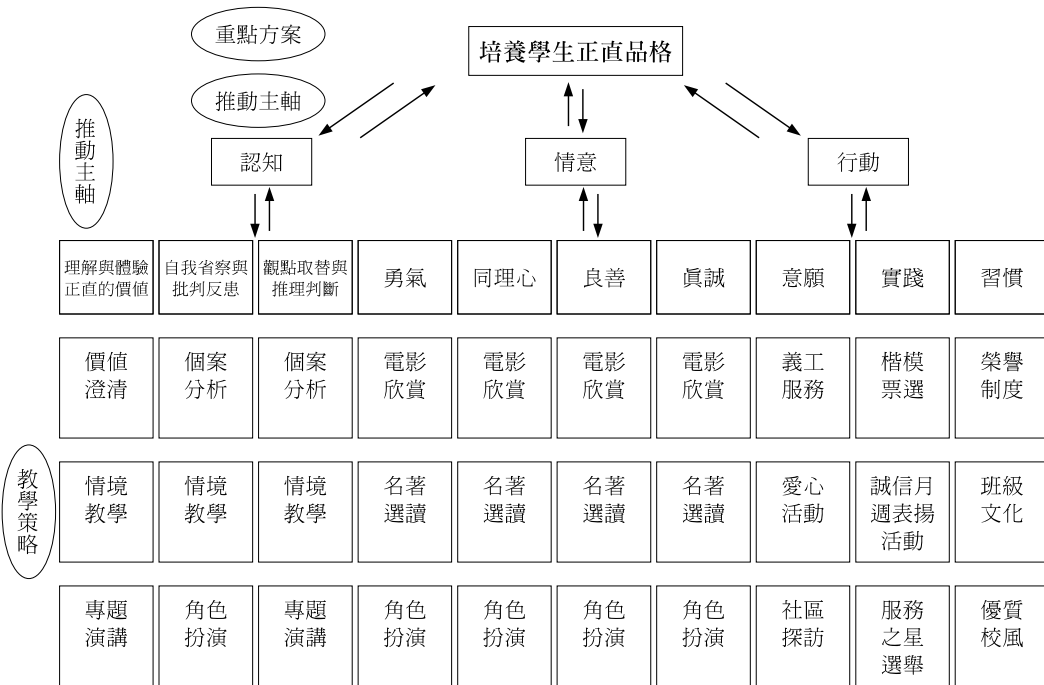 重點方案
培養學生正直品格
推動主軸
推動主軸
認知
情意
行動
理解與體驗
正直的價值
自我省察與
批判反患
觀點取替與
推理判斷
勇氣
同理心
良善
眞誠
意願
實踐
習慣
價值
澄清
個案
分析
個案
分析
電影
欣賞
電影
欣賞
電影
欣賞
電影
欣賞
義工
服務
楷模
票選
榮譽
制度
教學策略
情境
教學
情境
教學
情境
教學
名著
選讀
名著
選讀
名著
選讀
名著
選讀
愛心
活動
誠信月
週表揚
活動
班級
文化
專題
演講
角色
扮演
專題
演講
角色
扮演
角色
扮演
角色
扮演
角色
扮演
社區
探訪
服務
之星
選舉
優質
校風